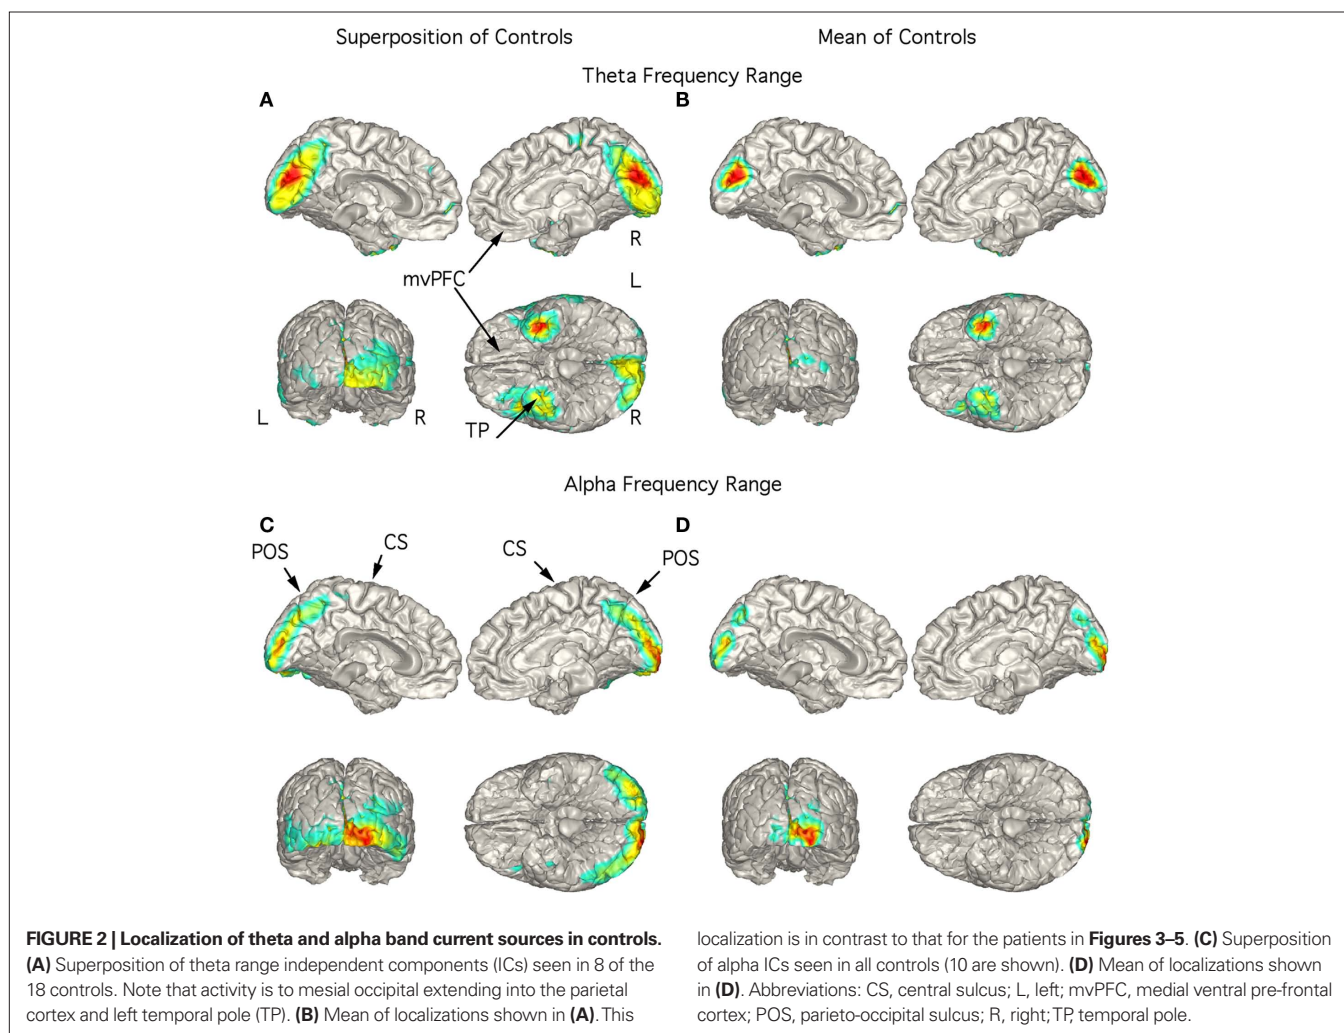 Superposition of Controls
Mean of Controls
Theta Frequency Range
A
B
R
mvPFC
L
L
R
TP
R
Alpha Frequency Range
C
D
POS
CS
CS
POS
FIGURE 2 | Localization of theta and alpha band current sources in controls.
(A) Superposition of theta range independent components (ICs) seen in 8 of the
18 controls. Note that activity is to mesial occipital extending into the parietal
cortex and left temporal pole (TP). (B) Mean of localizations shown in (A). This
localization is in contrast to that for the patients in Figures 3–5. (C) Superposition
of alpha ICs seen in all controls (10 are shown). (D) Mean of localizations shown
in (D). Abbreviations: CS, central sulcus; L, left; mvPFC, medial ventral pre-frontal
cortex; POS, parieto-occipital sulcus; R, right; TP, temporal pole.